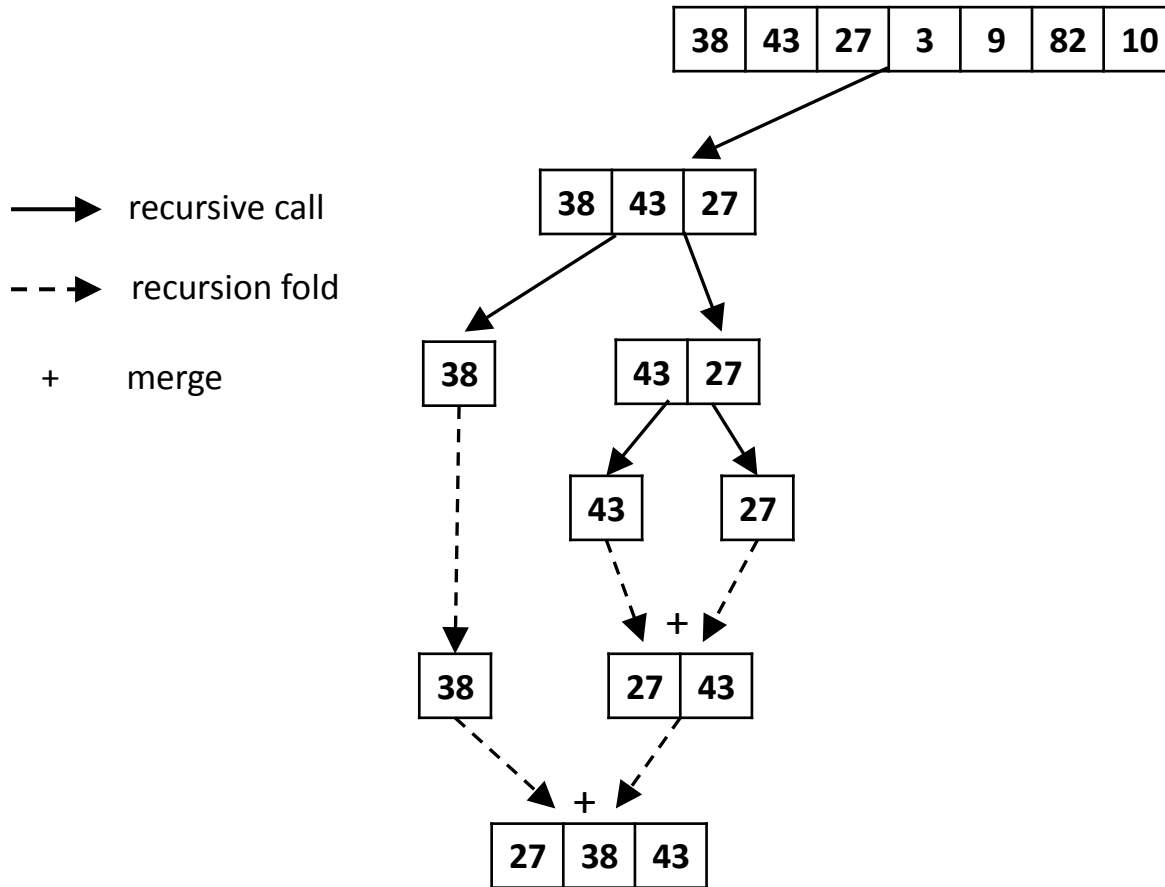 38 43 27 3 9 82 10
38 43 27
recursive call
recursion fold
+ merge
38
43 27
43
27
+
38
27 43
+
27 38 43